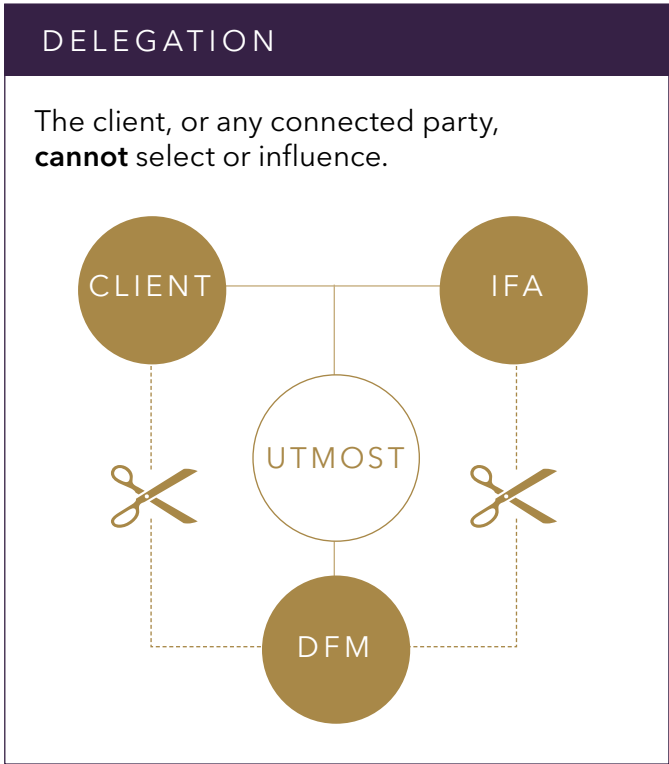 DELEGATION
The client, or any connected party,
cannot select or influence.
CLIENT
IFA
UTMOST
DFM